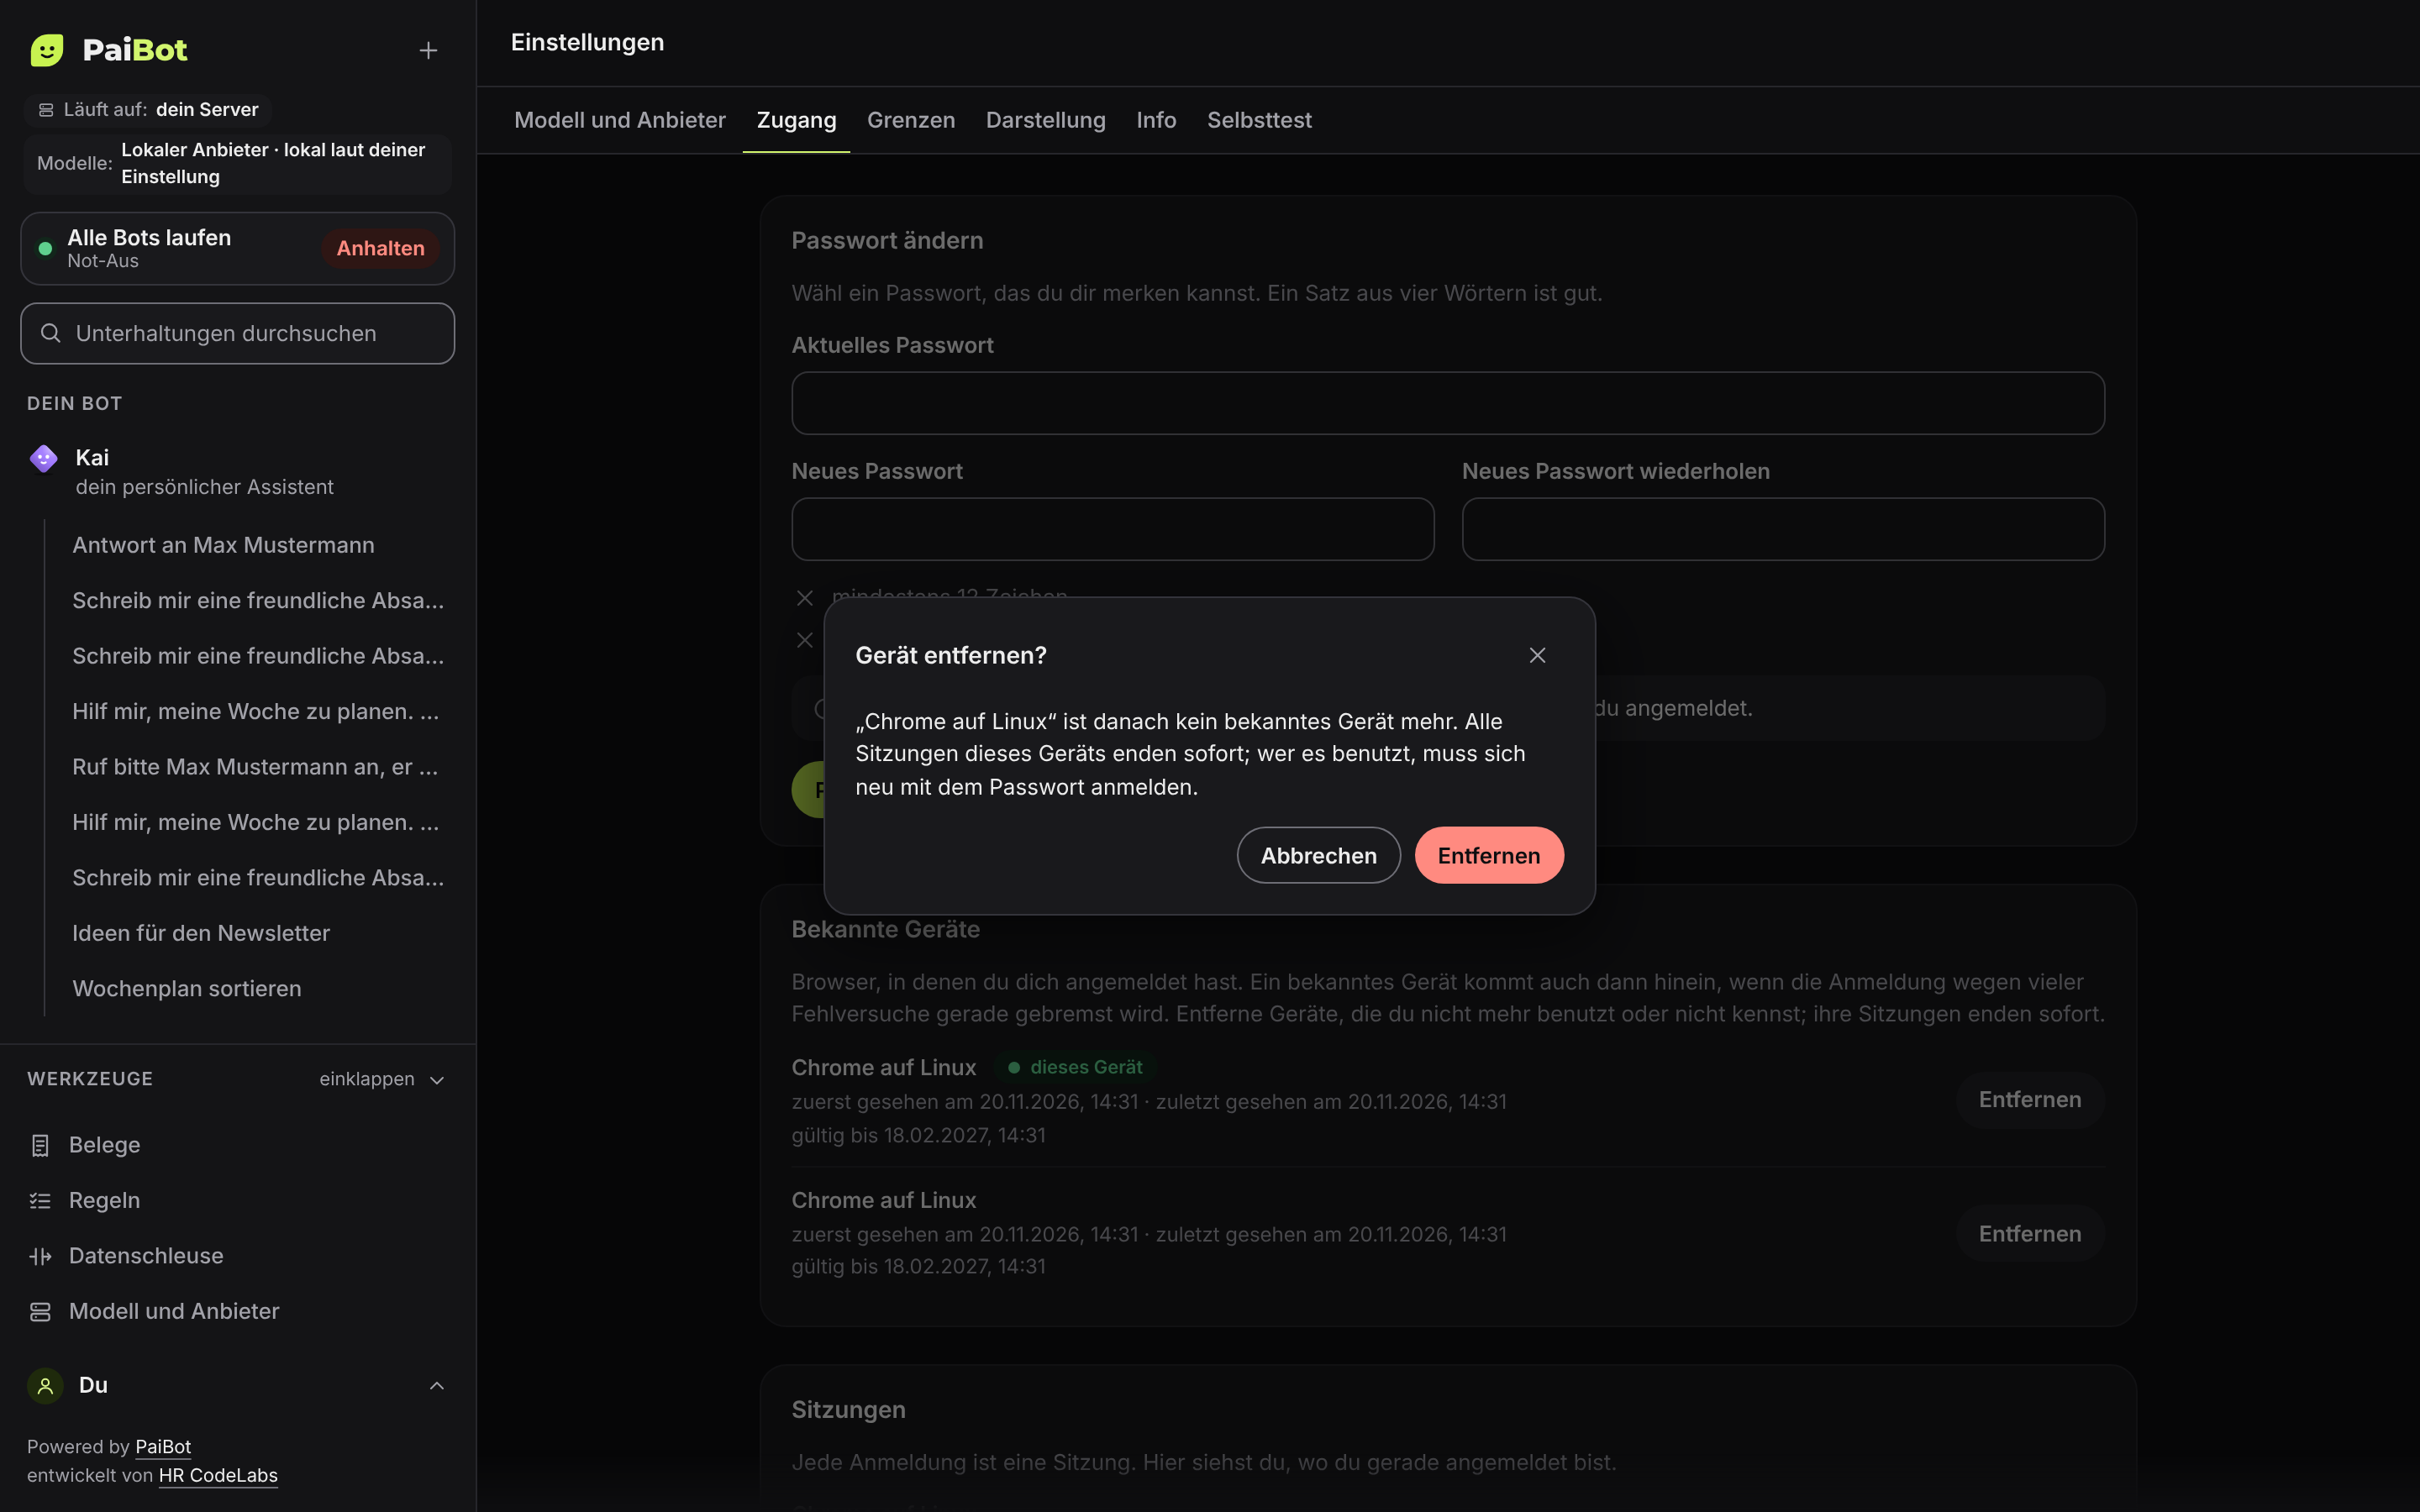 PaiBot
Läuft auf: dein Server
Modelle: Lokaler Anbieter · lokal laut deiner
Einstellung
Alle Bots laufen
Not-Aus
Anhalten
Unterhaltungen durchsuchen
DEIN BOT
Kai
dein persönlicher Assistent
Antwort an Max Mustermann
Schreib mir eine freundliche Absa...
Schreib mir eine freundliche Absa...
Hilf mir, meine Woche zu planen. ...
Ruf bitte Max Mustermann an, er ...
Hilf mir, meine Woche zu planen. ...
Schreib mir eine freundliche Absa...
Ideen für den Newsletter
Wochenplan sortieren
WERKZEUGE einklappen
Belege
Regeln
Datenschleuse
Modell und Anbieter
Du
Powered by PaiBot
entwickelt von HR CodeLabs
Einstellungen
Modell und Anbieter Zugang Grenzen Darstellung Info Selbsttest
Passwort ändern
Wähl ein Passwort, das du dir merken kannst. Ein Satz aus vier Wörtern ist gut.
Aktuelles Passwort
Neues Passwort Neues Passwort wiederholen
mindestens 12 Zeichen
du angemeldet.
Gerät entfernen?
„Chrome auf Linux“ ist danach kein bekanntes Gerät mehr. Alle
Sitzungen dieses Geräts enden sofort; wer es benutzt, muss sich
neu mit dem Passwort anmelden.
Abbrechen Entfernen
Bekannte Geräte
Browser, in denen du dich angemeldet hast. Ein bekanntes Gerät kommt auch dann hinein, wenn die Anmeldung wegen vieler
Fehlversuche gerade gebremst wird. Entferne Geräte, die du nicht mehr benutzt oder nicht kennst; ihre Sitzungen enden sofort.
Chrome auf Linux dieses Gerät
zuerst gesehen am 20.11.2026, 14:31 · zuletzt gesehen am 20.11.2026, 14:31
gültig bis 18.02.2027, 14:31
Entfernen
Chrome auf Linux
zuerst gesehen am 20.11.2026, 14:31 · zuletzt gesehen am 20.11.2026, 14:31
gültig bis 18.02.2027, 14:31
Entfernen
Sitzungen
Jede Anmeldung ist eine Sitzung. Hier siehst du, wo du gerade angemeldet bist.